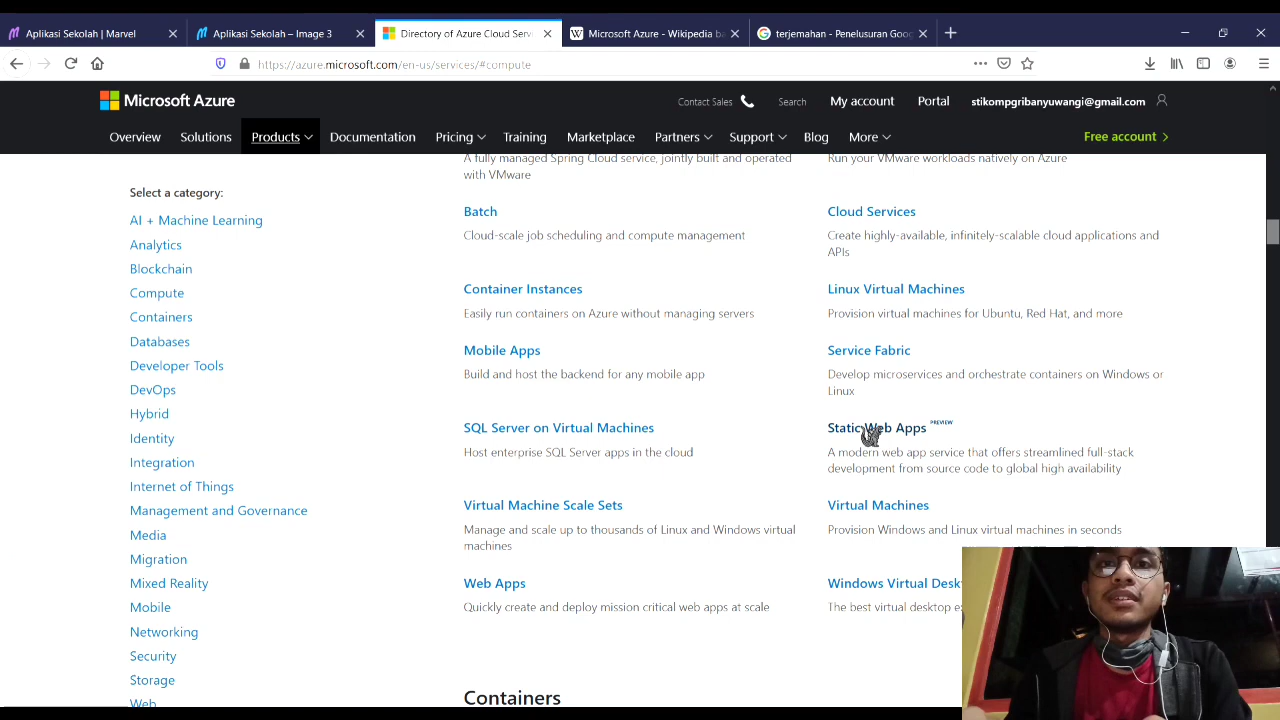 Aplikasi Sekolah | Marvel
Aplikasi Sekolah – Image 3
Directory of Azure Cloud Serv
Microsoft Azure - Wikipedia ba
terjemahan - Penelusuran Goog
https://azure.microsoft.com/en-us/services/#compute
Microsoft Azure
Contact Sales
Search
My account
Portal
stikompgribanyuwangi@gmail.com
Overview
Solutions
Products
Documentation
Pricing
Training
Marketplace
Partners
Support
Blog
More
Free account
Select a category:
AI + Machine Learning
Analytics
Blockchain
Compute
Containers
Databases
Developer Tools
DevOps
Hybrid
Identity
Integration
Internet of Things
Management and Governance
Media
Migration
Mixed Reality
Mobile
Networking
Security
Storage
Web
A fully managed Spring Cloud service, jointly built and operated
with VMware
Run your VMware workloads natively on Azure
Batch
Cloud-scale job scheduling and compute management
Cloud Services
Create highly-available, infinitely-scalable cloud applications and
APIs
Container Instances
Easily run containers on Azure without managing servers
Linux Virtual Machines
Provision virtual machines for Ubuntu, Red Hat, and more
Mobile Apps
Build and host the backend for any mobile app
Service Fabric
Develop microservices and orchestrate containers on Windows or
Linux
SQL Server on Virtual Machines
Host enterprise SQL Server apps in the cloud
Static Web Apps PREVIEW
A modern web app service that offers streamlined full-stack
development from source code to global high availability
Virtual Machine Scale Sets
Manage and scale up to thousands of Linux and Windows virtual
machines
Virtual Machines
Provision Windows and Linux virtual machines in seconds
Web Apps
Quickly create and deploy mission critical web apps at scale
Windows Virtual Desk
The best virtual desktop
Containers